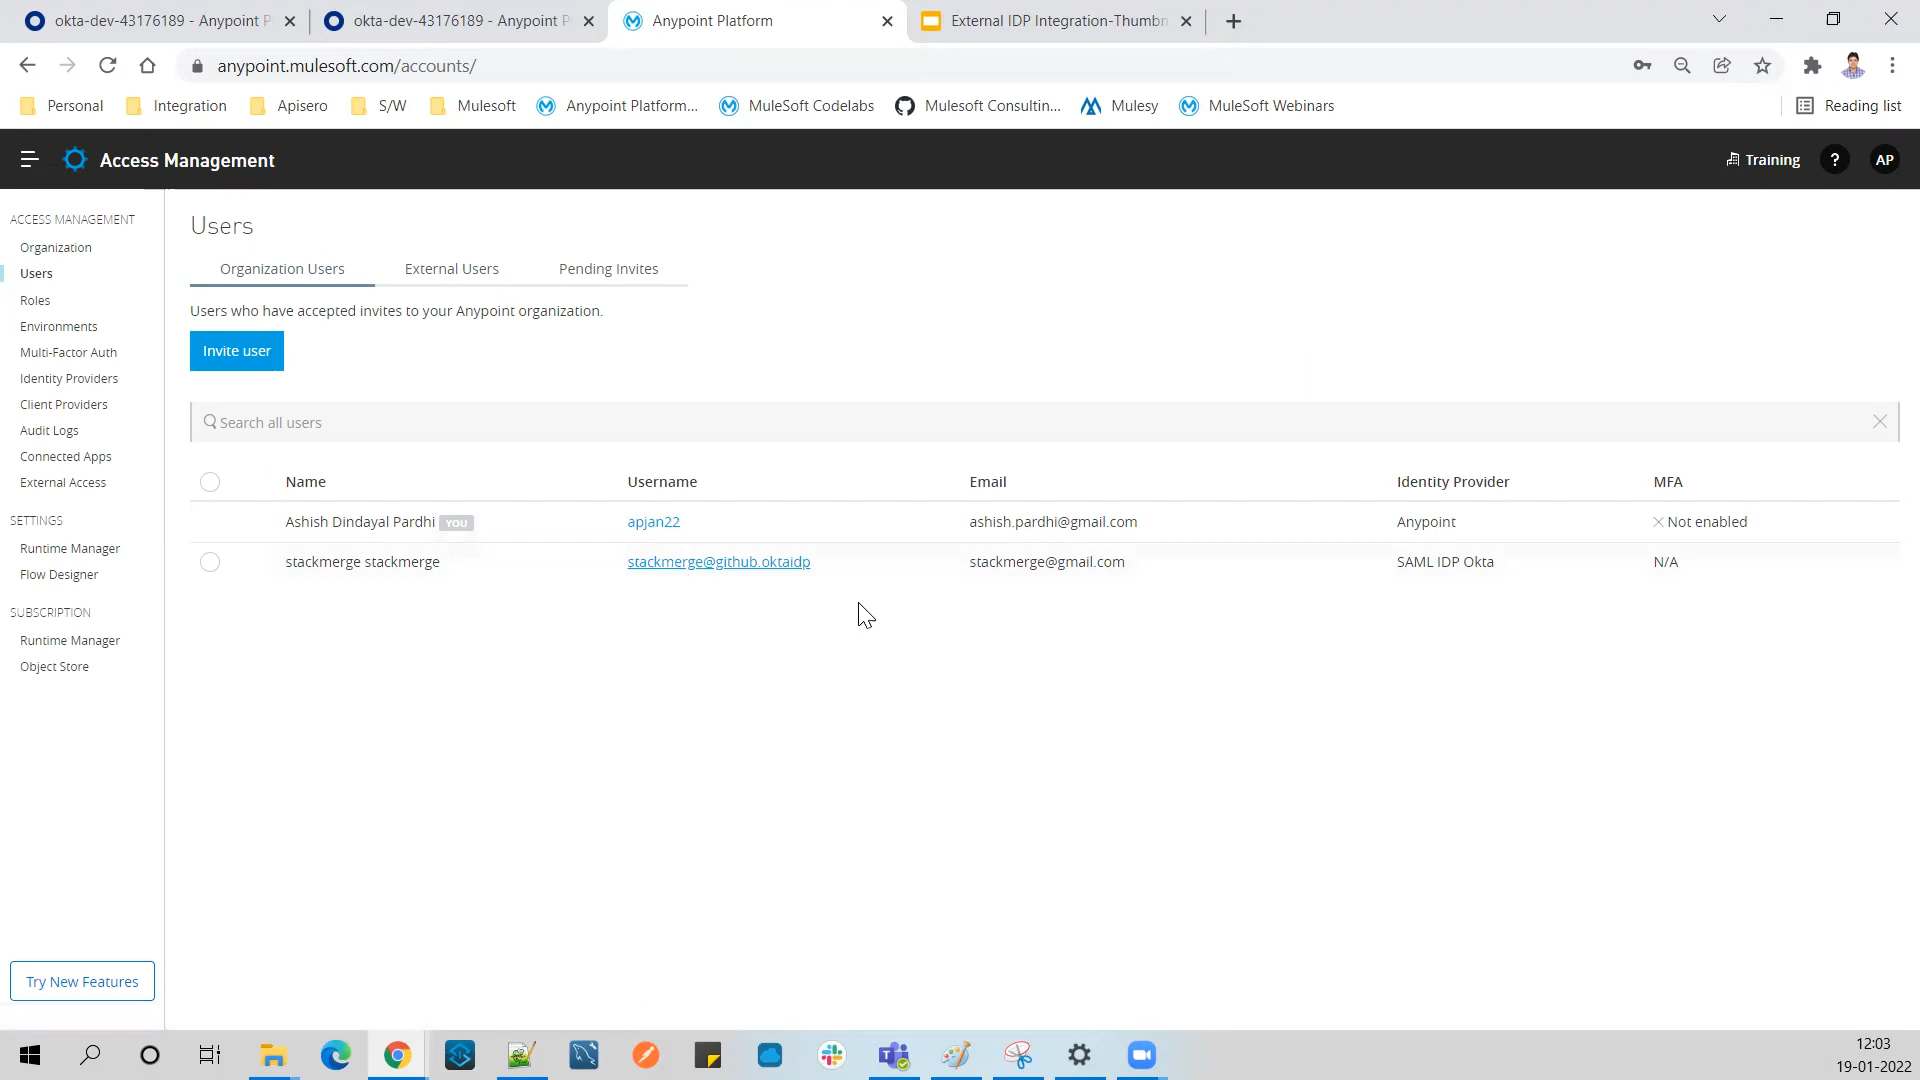 okta-dev-43176189 - Anypoint P
okta-dev-43176189 - Anypoint P
Anypoint Platform
External IDP Integration-Thumbn
anypoint.mulesoft.com/accounts/
Personal
Integration
Apisero
S/W
Mulesoft
Anypoint Platform...
MuleSoft Codelabs
Mulesoft Consultin...
Mulesy
MuleSoft Webinars
Reading list
Access Management
Training
?
AP
ACCESS MANAGEMENT
Organization
Users
Roles
Environments
Multi-Factor Auth
Identity Providers
Client Providers
Audit Logs
Connected Apps
External Access
SETTINGS
Runtime Manager
Flow Designer
SUBSCRIPTION
Runtime Manager
Object Store
Try New Features
Users
Organization Users
External Users
Pending Invites
Users who have accepted invites to your Anypoint organization.
Invite user
Search all users
Name Username Email Identity Provider MFA
Ashish Dindayal Pardhi YOU apjan22 ashish.pardhi@gmail.com Anypoint Not enabled
stackmerge stackmerge stackmerge@github.oktaidp stackmerge@gmail.com SAML IDP Okta N/A
12:03
19-01-2022